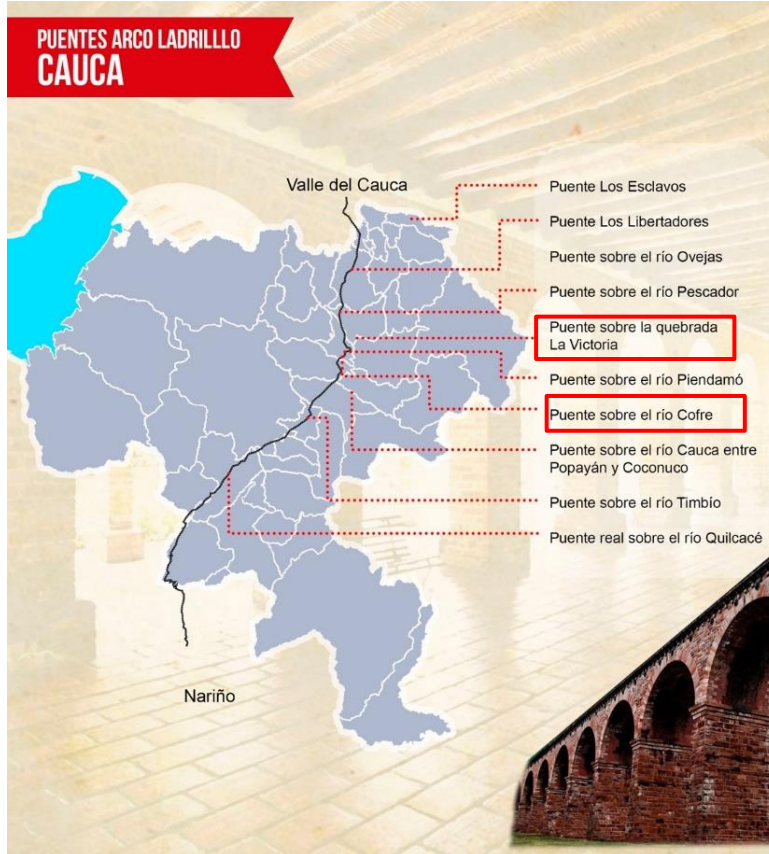 PUENTES ARCO LADRILLLO
CAUCA
Valle del Cauca
Puente Los Esclavos
Puente Los Libertadores
Puente sobre el río Ovejas
Puente sobre el río Pescador
Puente sobre la quebrada
La Victoria
Puente sobre el río Piendamó
Puente sobre el río Cofre
Puente sobre el río Cauca entre
Popayán y Coconuco
Puente sobre el río Timbío
Puente real sobre el río Quilcacé
Nariño